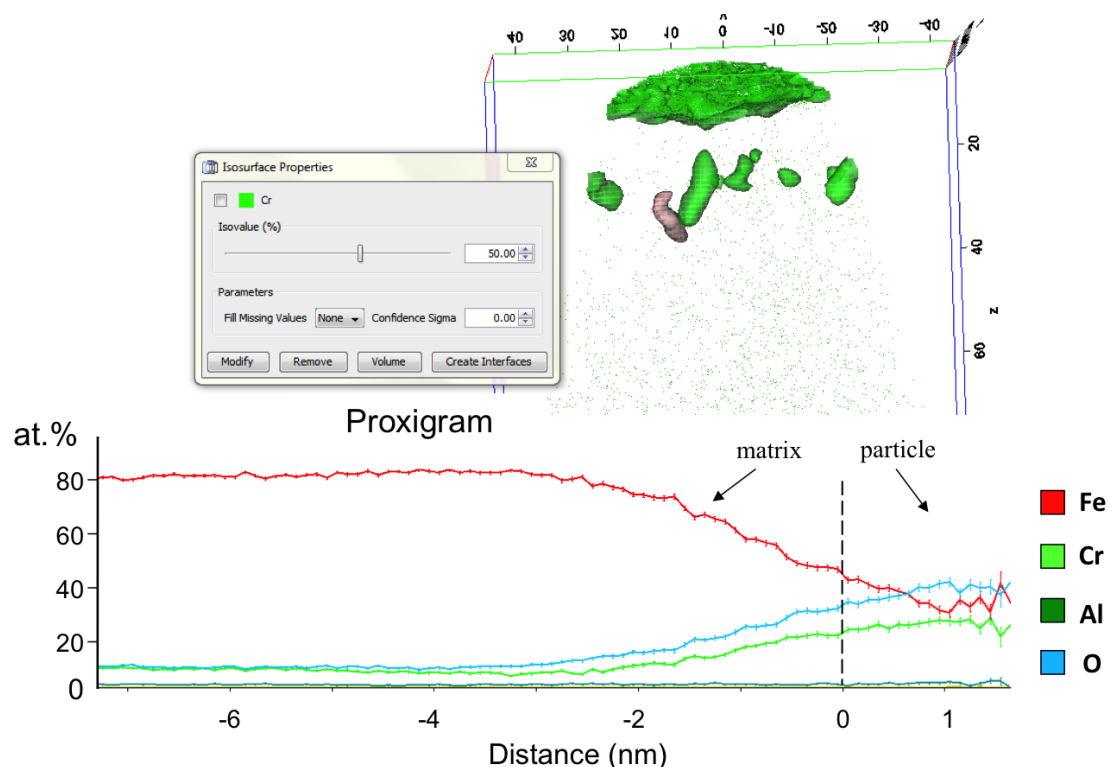 40 30 20 10 0 -10 -20 -30 -40
20
40
z
60
Isosurface Properties
Cr
Isovalue (%)
50.00
Parameters
Fill Missing Values None Confidence Sigma 0.00
Modify Remove Volume Create Interfaces
Proxigram
at.%
matrix particle
80
60
40
20
0
-6 -4 -2 0 1
Distance (nm)
Fe
Cr
Al
O